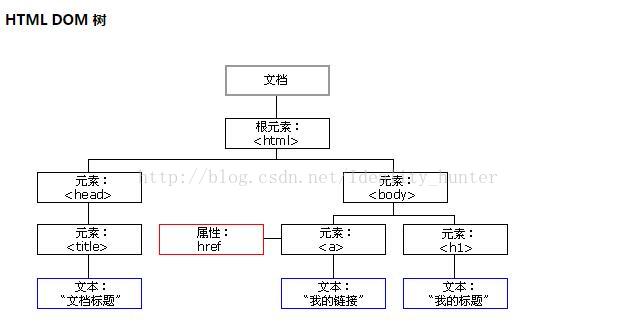 HTML DOM 树
文档
根元素：
<html>
http://blog.csdn.net/Identity_hunter
元素：
<head>
元素：
<body>
元素：
<title>
属性：
href
元素：
<a>
元素：
<h1>
文本：
“文档标题”
文本：
“我的链接”
文本：
“我的标题”